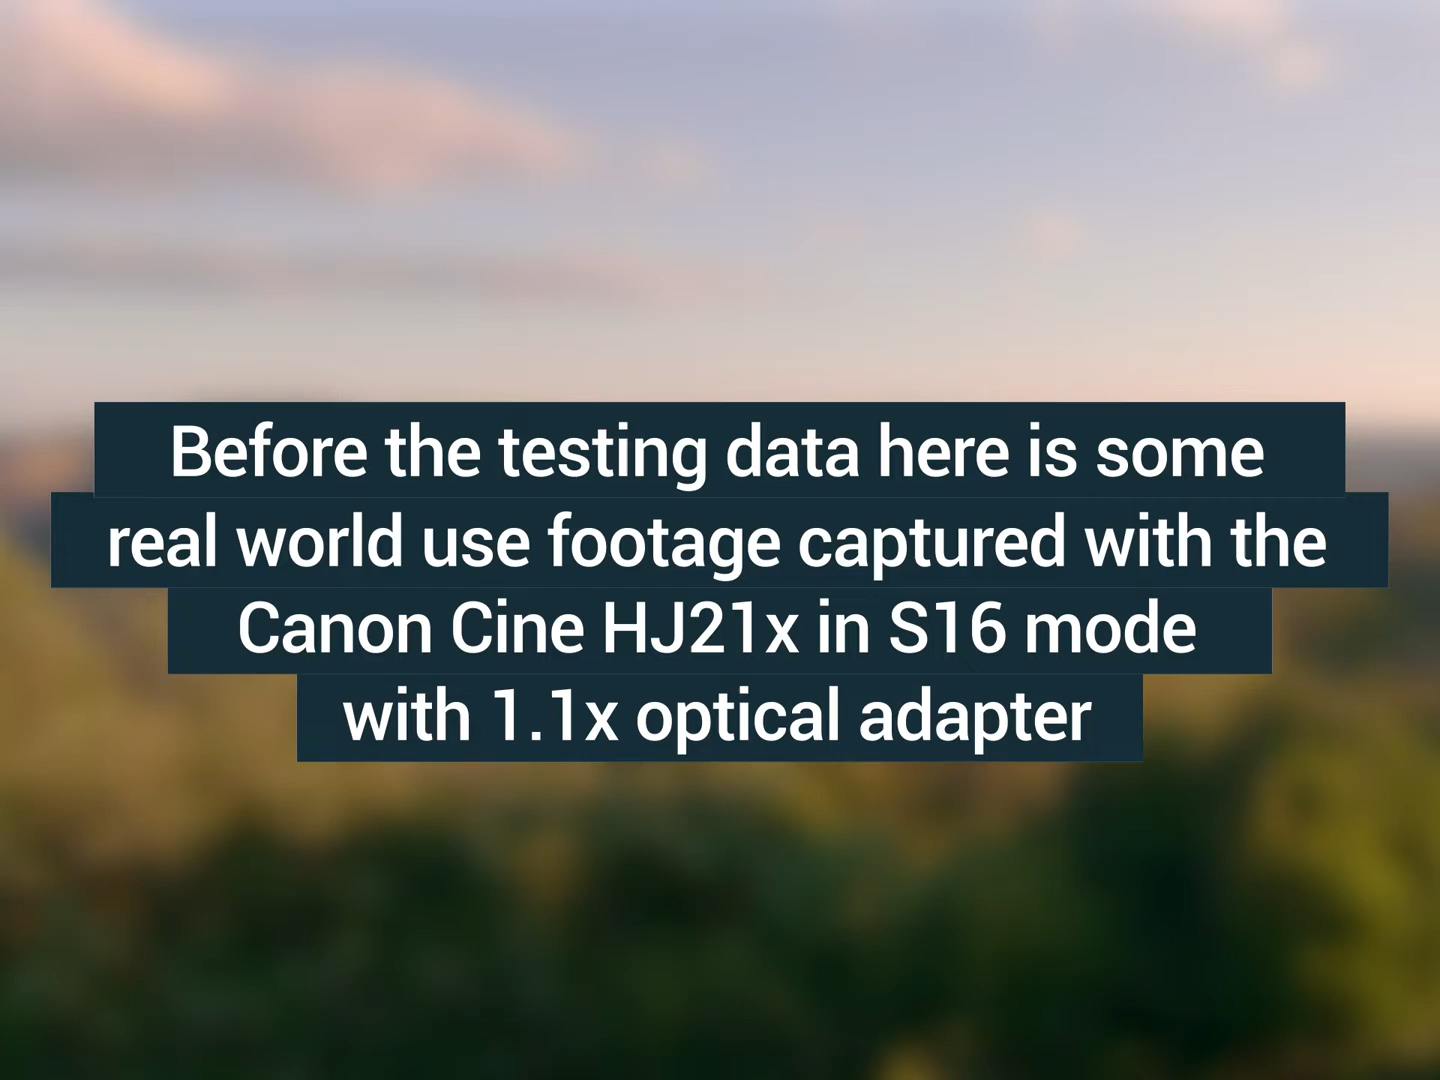 Before the testing data here is some
real world use footage captured with the
Canon Cine HJ21x in S16 mode
with 1.1x optical adapter